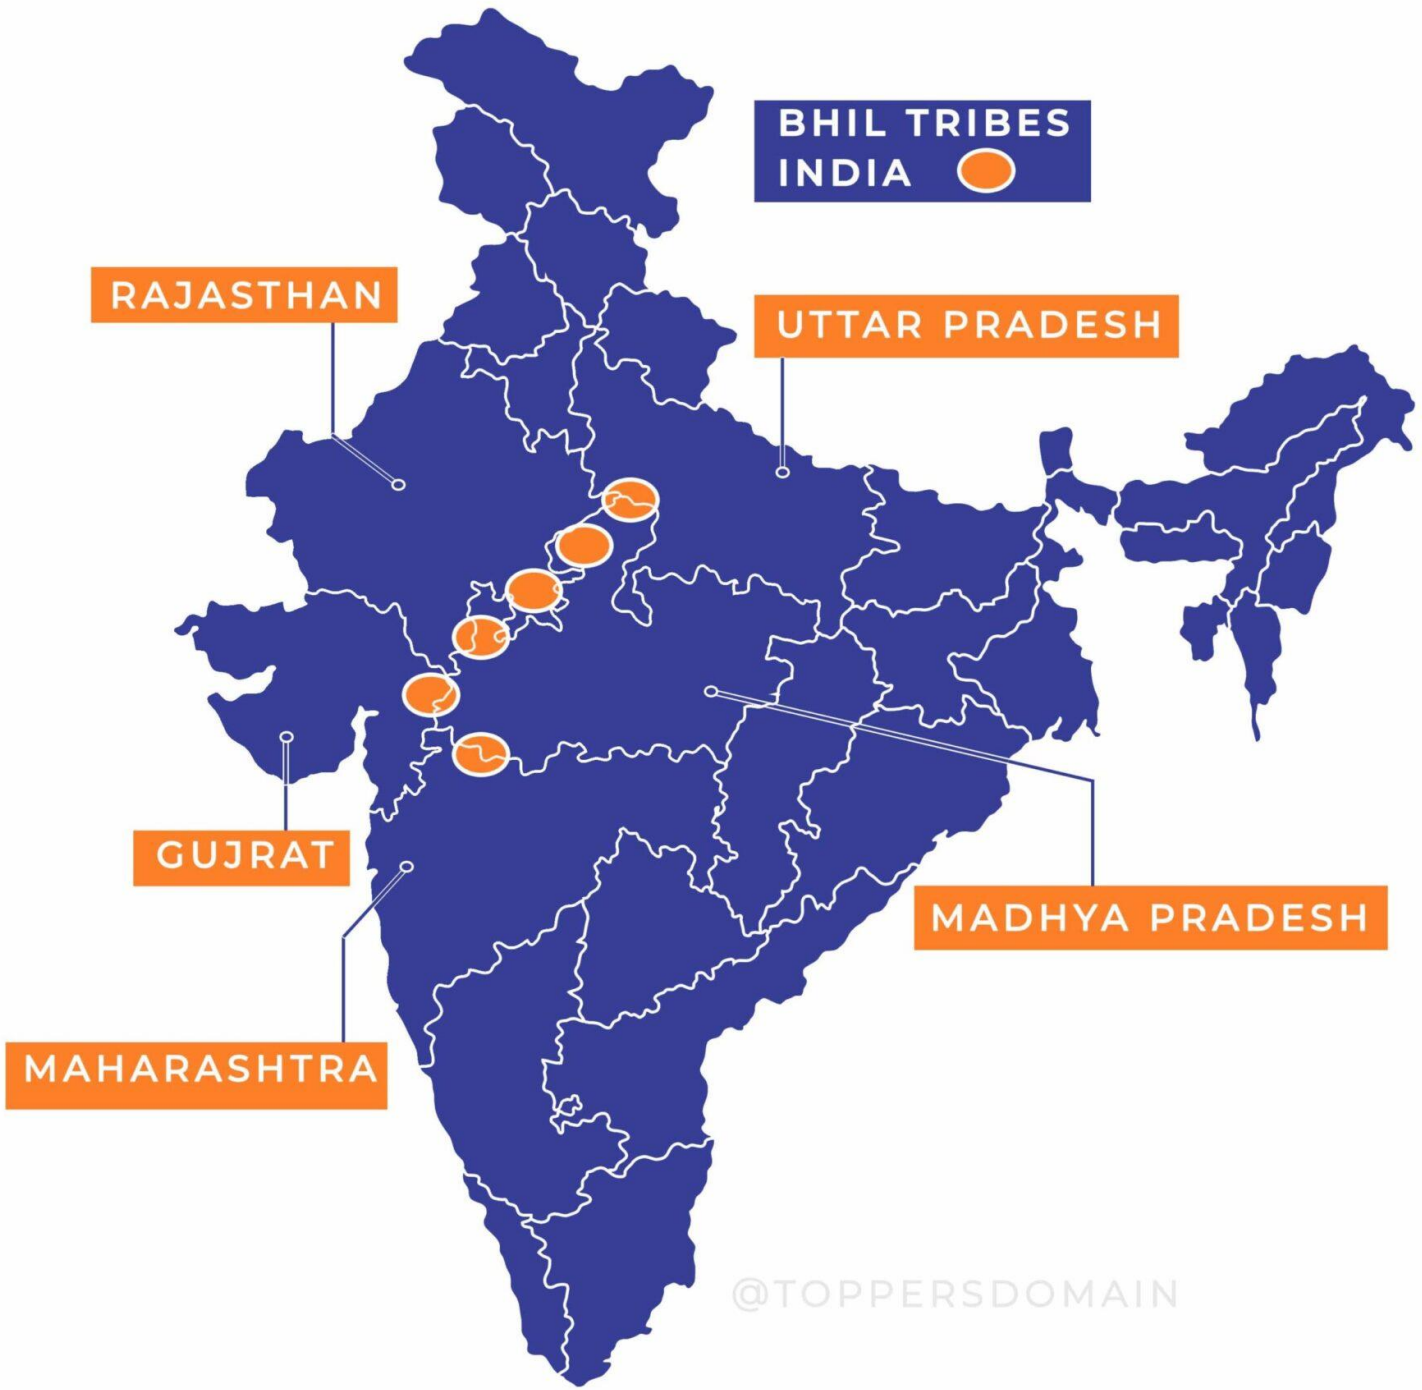 BHIL TRIBES
INDIA
RAJASTHAN
UTTAR PRADESH
GUJRAT
MADHYA PRADESH
MAHARASHTRA
@TOPPERSDOMAIN